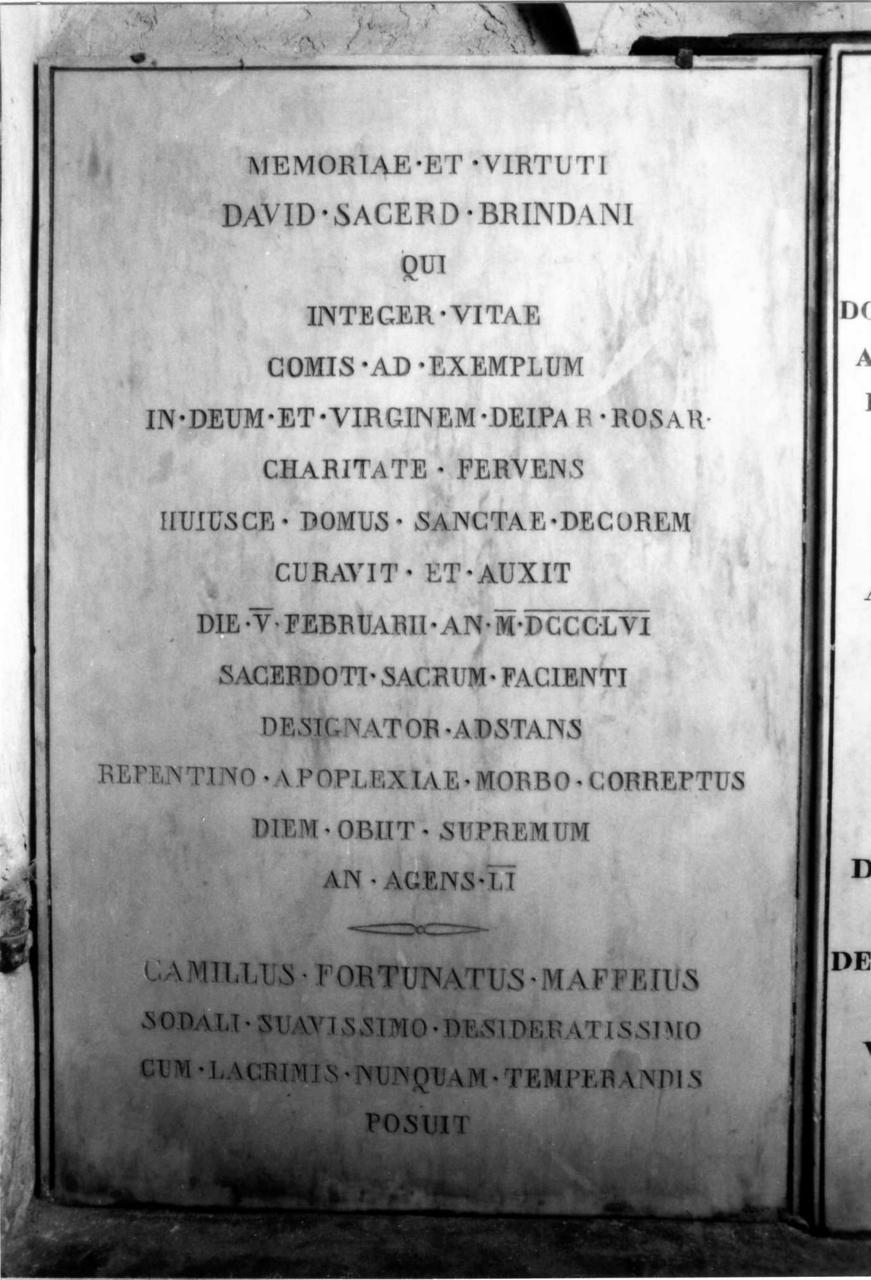 MEMORIAE·ET·VIRTUTI
DAVID·SACERD·BRINDANI
QUI
INTEGER·VITAE
COMIS·AD·EXEMPLUM
IN·DEUM·ET·VIRGINEM·DEIPAR·ROSAR·
CHARITATE·FERVENS
HUIUSCE·DOMUS·SANCTAE·DECOREM
CURAVIT·ET·AUXIT
DIE·V̅·FEBRUARII·AN·M̅·D̅C̅C̅C̅L̅V̅I̅
SACERDOTI·SACRUM·FACIENTI
DESIGNATOR·ADSTANS
REPENTINO·APOPLEXIAE·MORBO·CORREPTUS
DIEM·OBIIT·SUPREMUM
AN·AGENS·L̅I̅
CAMILLUS·FORTUNATUS·MAFFEIUS
SODALI·SUAVISSIMO·DESIDERATISSIMO
CUM·LACRIMIS·NUNQUAM·TEMPERANDIS
POSUIT
DO
A
D
DE